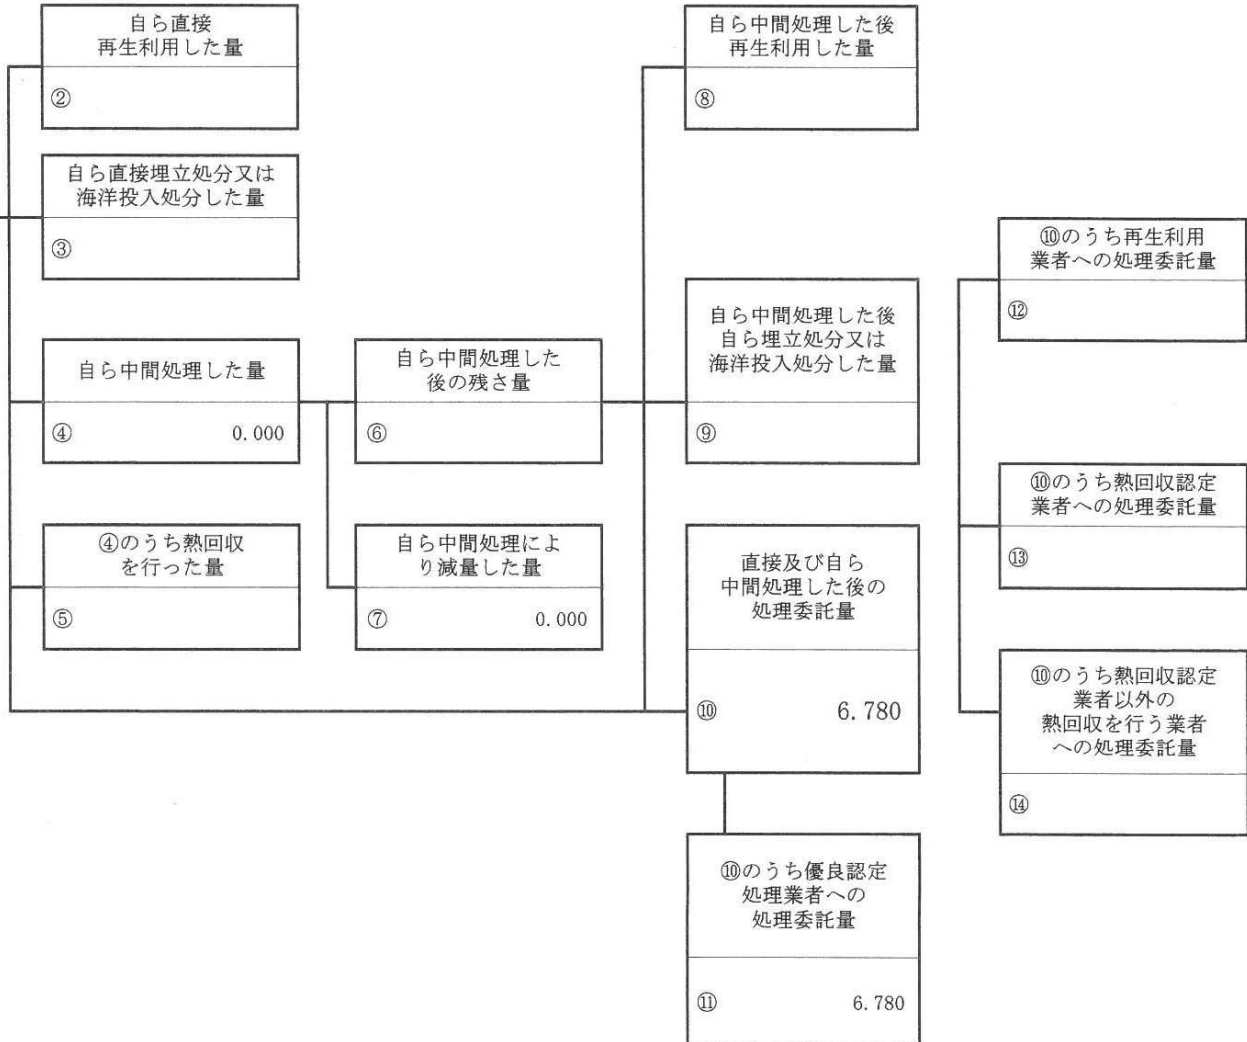 自ら直接
再生利用した量
②
自ら中間処理した後
再生利用した量
⑧
自ら直接埋立処分又は
海洋投入処分した量
③
⑩のうち再生利用
業者への処理委託量
⑫
自ら中間処理した量
④ 0.000
自ら中間処理した
後の残さ量
⑥
自ら中間処理した後
自ら埋立処分又は
海洋投入処分した量
⑨
⑩のうち熱回収認定
業者への処理委託量
⑬
④のうち熱回収
を行った量
⑤
自ら中間処理によ
り減量した量
⑦ 0.000
直接及び自ら
中間処理した後の
処理委託量
⑩ 6.780
⑩のうち熱回収認定
業者以外の
熱回収を行う業者
への処理委託量
⑭
⑩のうち優良認定
処理業者への
処理委託量
⑪ 6.780